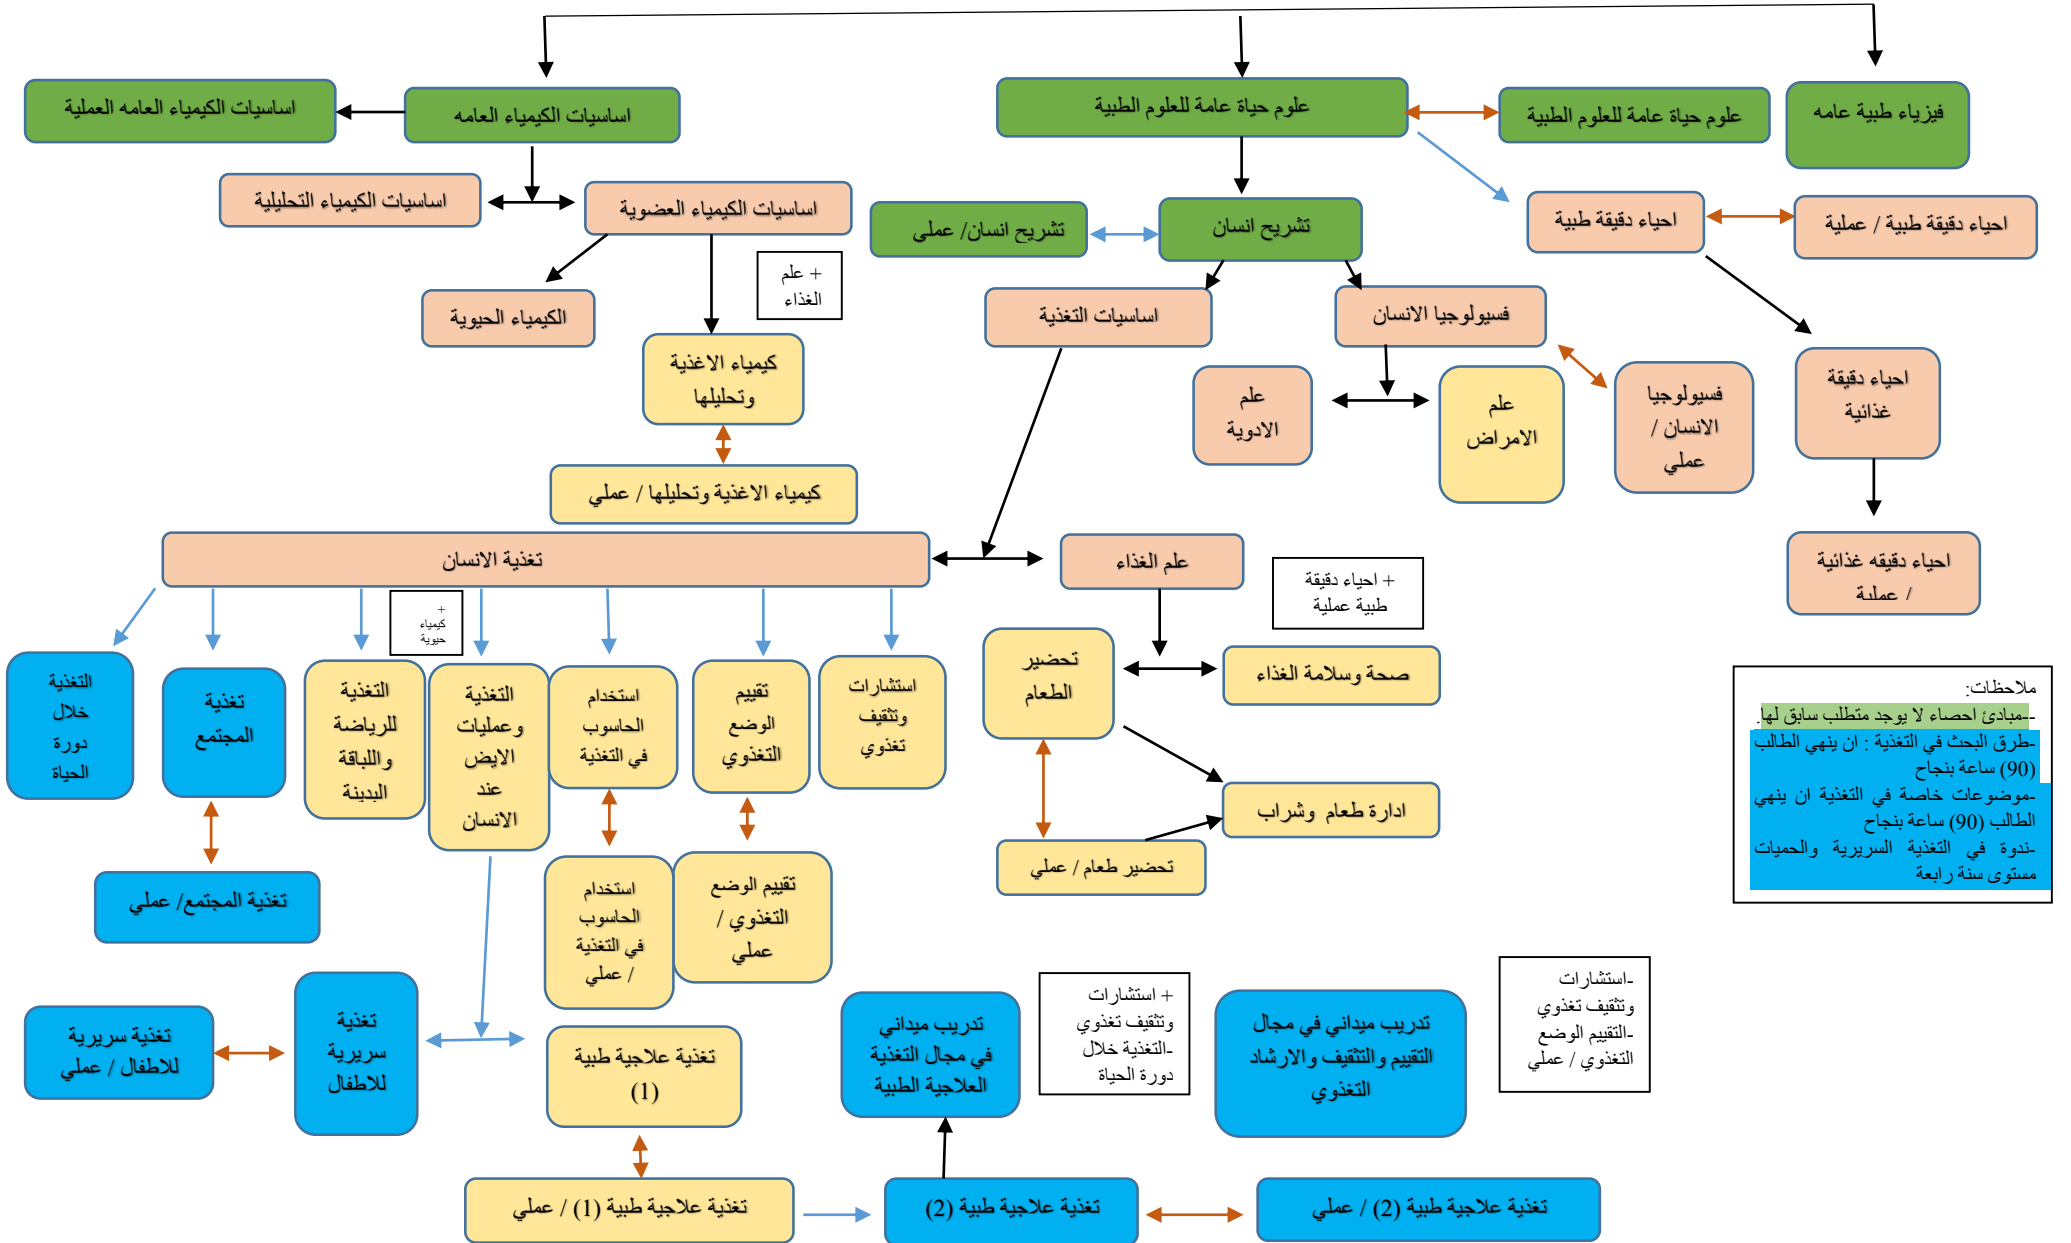 فيزياء طبية عامه
علوم حياة عامة للعلوم الطبية
علوم حياة عامة للعلوم الطبية
اساسيات الكيمياء العامه
اساسيات الكيمياء العامه العملية
احياء دقيقة طبية / عملية
احياء دقيقة طبية
تشريح انسان
تشريح انسان/ عملي
اساسيات الكيمياء العضوية
اساسيات الكيمياء التحليلية
+ علم
الغذاء
فسيولوجيا الانسان
اساسيات التغذية
الكيمياء الحيوية
احياء دقيقة
غذائية
فسيولوجيا
الانسان /
عملي
علم
الامراض
علم
الادوية
كيمياء الاغذية
وتحليلها
كيمياء الاغذية وتحليلها / عملي
احياء دقيقه غذائية
/ عملية
+ احياء دقيقة
طبية عملية
علم الغذاء
تغذية الانسان
+
كيمياء
حيوية
صحة وسلامة الغذاء
تحضير
الطعام
استشارات
وتثقيف
تغذوي
تقييم
الوضع
التغذوي
استخدام
الحاسوب
في التغذية
التغذية
وعمليات
الايض
عند
الانسان
التغذية
للرياضة
واللياقة
البدينة
تغذية
المجتمع
التغذية
خلال
دورة
الحياة
ملاحظات:
--مبادئ احصاء لا يوجد متطلب سابق لها.
-طرق البحث في التغذية : ان ينهي الطالب
(90) ساعة بنجاح
-موضوعات خاصة في التغذية ان ينهي
الطالب (90) ساعة بنجاح
-ندوة في التغذية السريرية والحميات
مستوى سنة رابعة
ادارة طعام وشراب
تحضير طعام / عملي
تقييم الوضع
التغذوي /
عملي
استخدام
الحاسوب
في التغذية
/ عملي
تغذية المجتمع/ عملي
-استشارات
وتثقيف تغذوي
-التقييم الوضع
التغذوي / عملي
تدريب ميداني في مجال
التقييم والتثقيف والارشاد
التغذوي
+ استشارات
وتثقيف تغذوي
-التغذية خلال
دورة الحياة
تدريب ميداني
في مجال التغذية
العلاجية الطبية
تغذية علاجية طبية
(1)
تغذية
سريرية
للاطفال
تغذية سريرية
للاطفال / عملي
تغذية علاجية طبية (2) / عملي
تغذية علاجية طبية (2)
تغذية علاجية طبية (1) / عملي